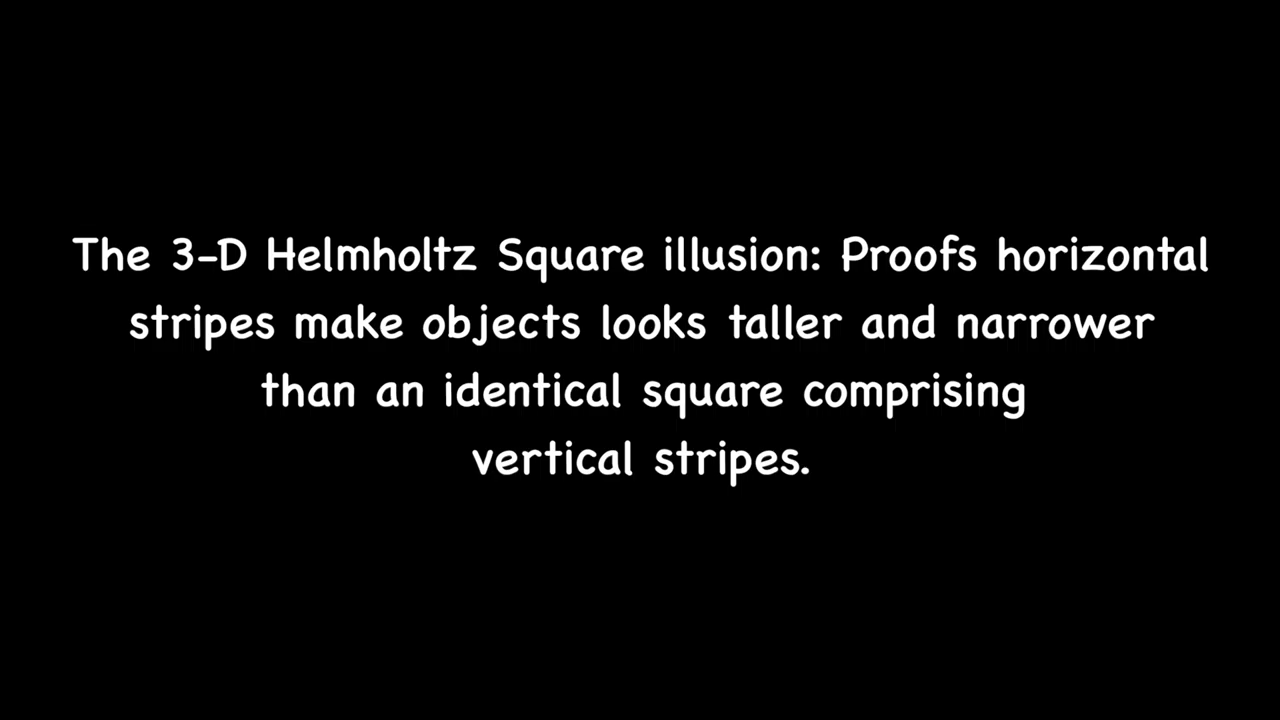 The 3-D Helmholtz Square illusion: Proofs horizontal
stripes make objects looks taller and narrower
than an identical square comprising
vertical stripes.